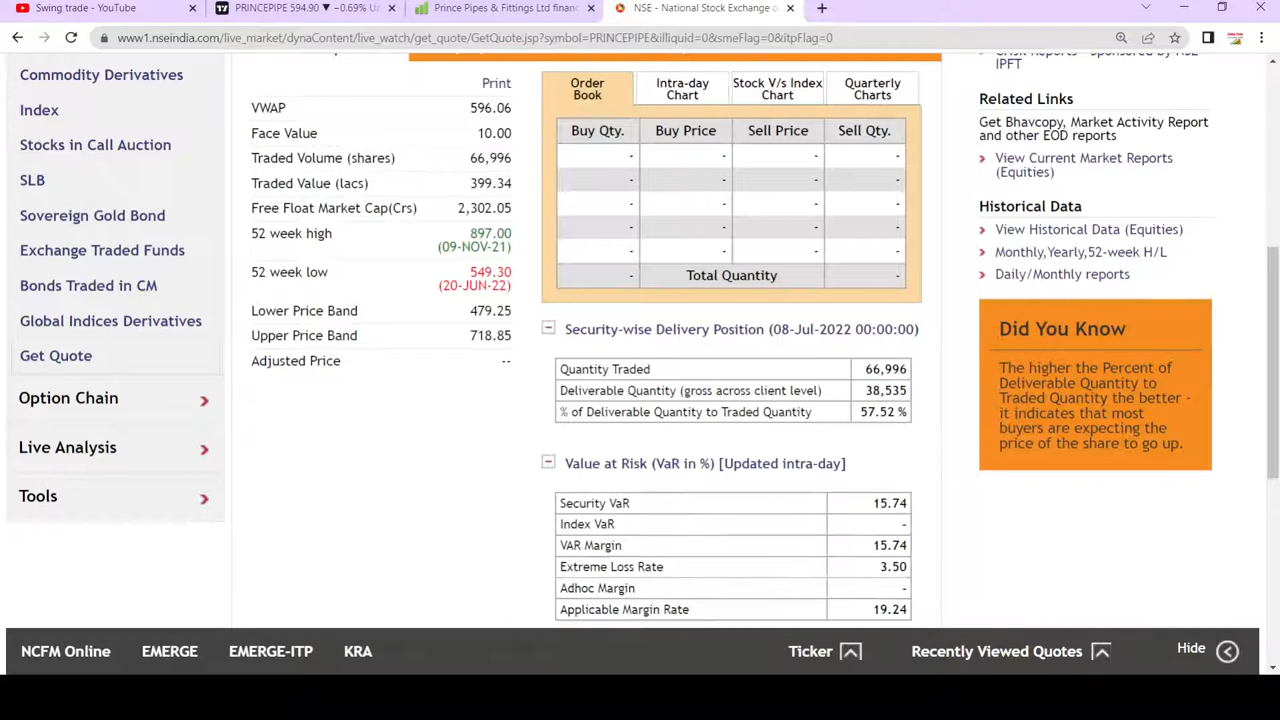 Swing trade - YouTube
PRINCEPIPE 594.90 ▼ −0.69% U
Prince Pipes & Fittings Ltd financ
NSE - National Stock Exchange o
www1.nseindia.com/live_market/dynaContent/live_watch/get_quote/GetQuote.jsp?symbol=PRINCEPIPE&illiquid=0&smeFlag=0&itpFlag=0
Commodity Derivatives
Index
Stocks in Call Auction
SLB
Sovereign Gold Bond
Exchange Traded Funds
Bonds Traded in CM
Global Indices Derivatives
Get Quote
Option Chain
Live Analysis
Tools
Print
VWAP 596.06
Face Value 10.00
Traded Volume (shares) 66,996
Traded Value (lacs) 399.34
Free Float Market Cap(Crs) 2,302.05
52 week high 897.00
(09-NOV-21)
52 week low 549.30
(20-JUN-22)
Lower Price Band 479.25
Upper Price Band 718.85
Adjusted Price --
Order
Book
Intra-day
Chart
Stock V/s Index
Chart
Quarterly
Charts
Buy Qty. Buy Price Sell Price Sell Qty.
- - - -
- - - -
- - - -
- - - -
- - - -
- Total Quantity -
Security-wise Delivery Position (08-Jul-2022 00:00:00)
Quantity Traded 66,996
Deliverable Quantity (gross across client level) 38,535
% of Deliverable Quantity to Traded Quantity 57.52 %
Value at Risk (VaR in %) [Updated intra-day]
Security VaR 15.74
Index VaR -
VAR Margin 15.74
Extreme Loss Rate 3.50
Adhoc Margin -
Applicable Margin Rate 19.24
IPFT
Related Links
Get Bhavcopy, Market Activity Report
and other EOD reports
View Current Market Reports
(Equities)
Historical Data
View Historical Data (Equities)
Monthly,Yearly,52-week H/L
Daily/Monthly reports
Did You Know
The higher the Percent of
Deliverable Quantity to
Traded Quantity the better -
it indicates that most
buyers are expecting the
price of the share to go up.
NCFM Online EMERGE EMERGE-ITP KRA Ticker Recently Viewed Quotes Hide